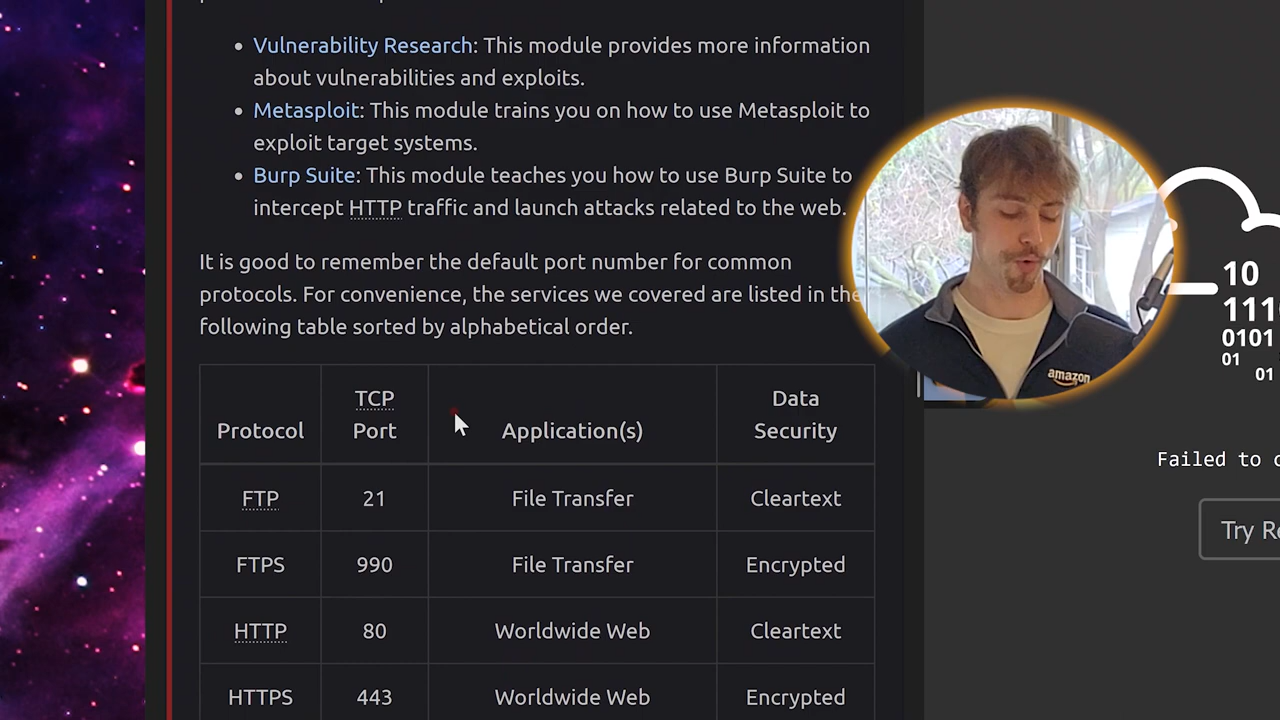 Vulnerability Research: This module provides more information
about vulnerabilities and exploits.
Metasploit: This module trains you on how to use Metasploit to
exploit target systems.
Burp Suite: This module teaches you how to use Burp Suite to
intercept HTTP traffic and launch attacks related to the web.
It is good to remember the default port number for common
protocols. For convenience, the services we covered are listed in the
following table sorted by alphabetical order.
Protocol TCP Port Application(s) Data Security
FTP 21 File Transfer Cleartext
FTPS 990 File Transfer Encrypted
HTTP 80 Worldwide Web Cleartext
HTTPS 443 Worldwide Web Encrypted
amazon
10
111
0101
01
01
Failed to
Try